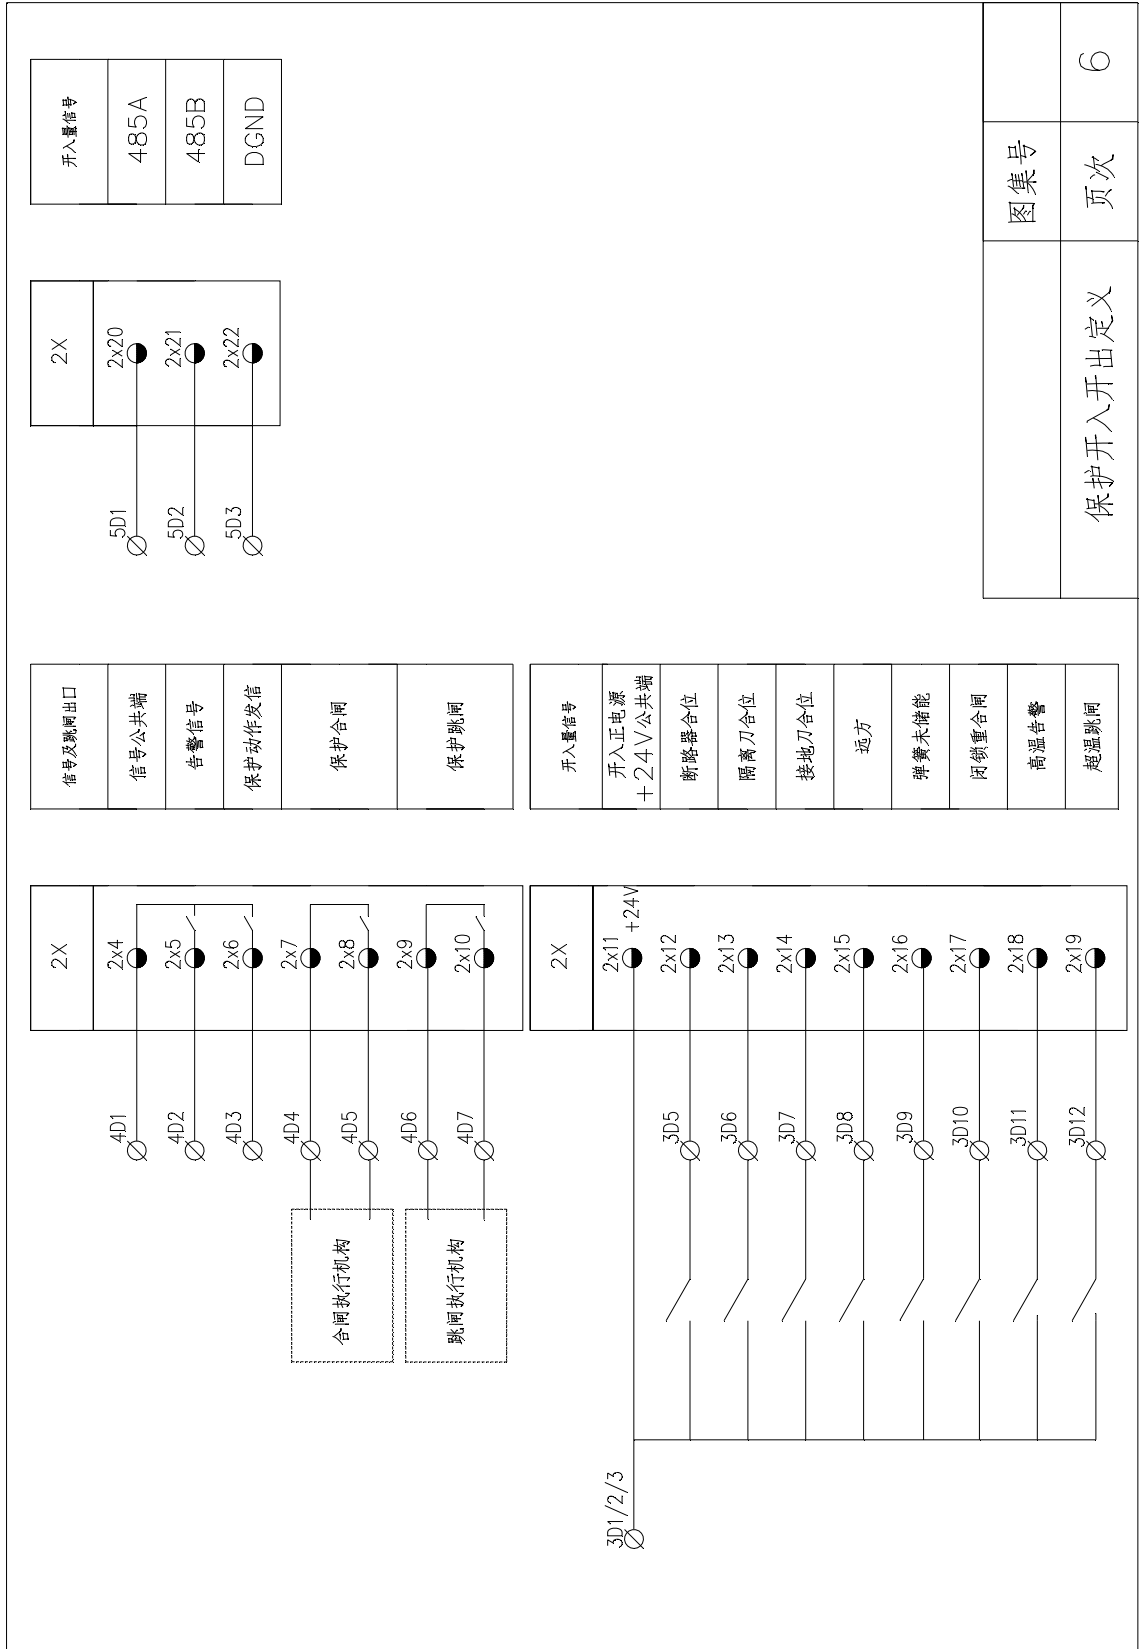 信号及跳闸出口
信号公共端
告警信号
保护动作发信
保护合闸
保护跳闸
2X
2x4
2x5
2x6
2x7
2x8
2x9
2x10
4D1
4D2
4D3
4D4
4D5
4D6
4D7
合闸执行机构
跳闸执行机构
开入量信号
485A
485B
DGND
2X
2x20
2x21
2x22
5D1
5D2
5D3
开入量信号
开入正电源
+24V公共端
断路器合位
隔离刀合位
接地刀合位
远方
弹簧未储能
闭锁重合闸
高温告警
超温跳闸
2X
2x11
+24V
2x12
2x13
2x14
2x15
2x16
2x17
2x18
2x19
3D1/2/3
3D5
3D6
3D7
3D8
3D9
3D10
3D11
3D12
图集号
保护开入开出定义
页次
6